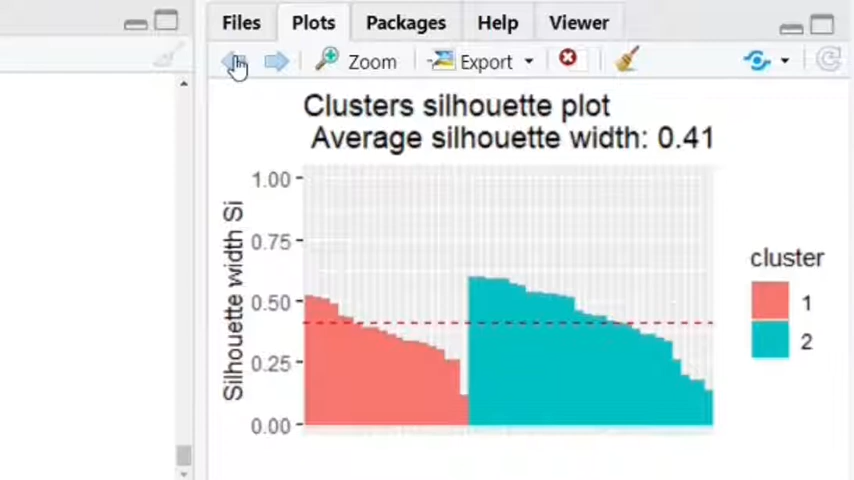 Files Plots Packages Help Viewer
Zoom Export
Clusters silhouette plot
Average silhouette width: 0.41
Silhouette width Si
1.00
0.75
0.50
0.25
0.00
cluster
1
2